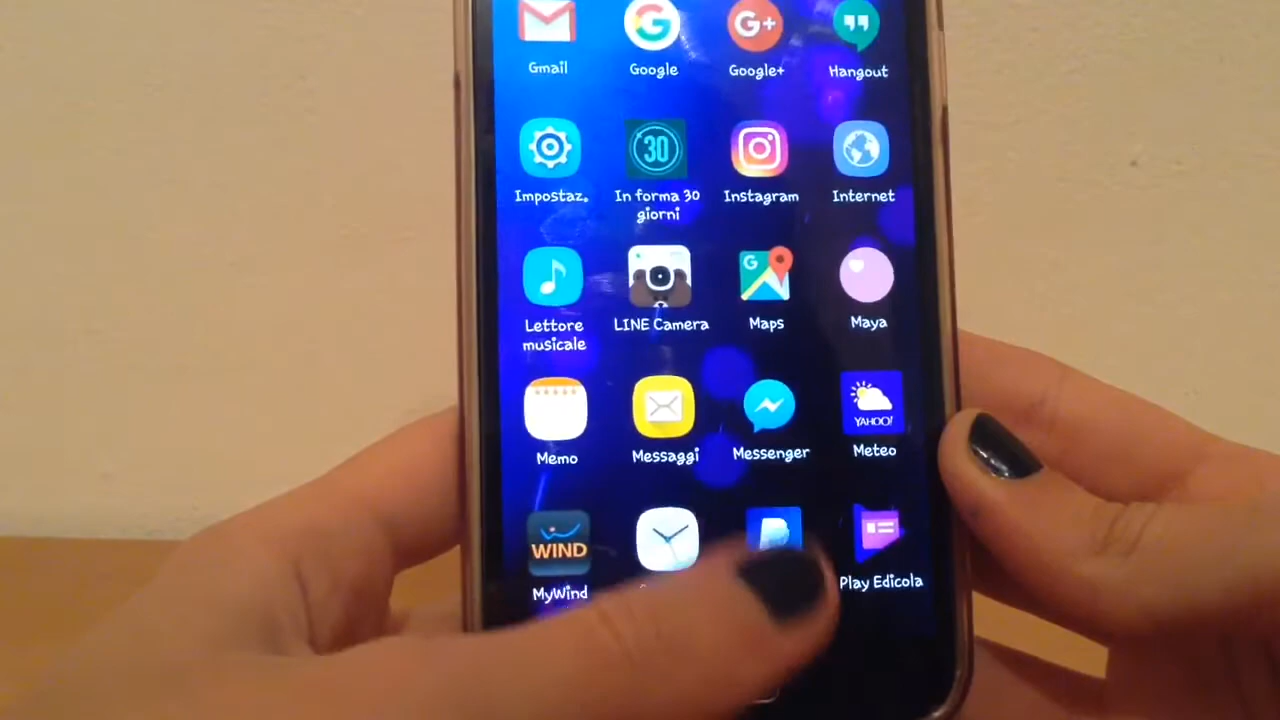 Gmail
Google
Google+
Hangout
Impostaz.
In forma 30
giorni
Instagram
Internet
30
Lettore
musicale
LINE Camera
Maps
Maya
G
Memo
Messaggi
Messenger
Meteo
YAHOO!
WIND
MyWind
Play Edicola